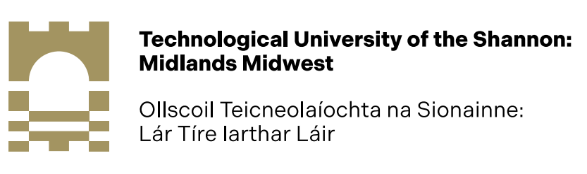 Technological University of the Shannon:
Midlands Midwest
Ollscoil Teicneolaíochta na Sionainne:
Lár Tíre Iarthar Láir